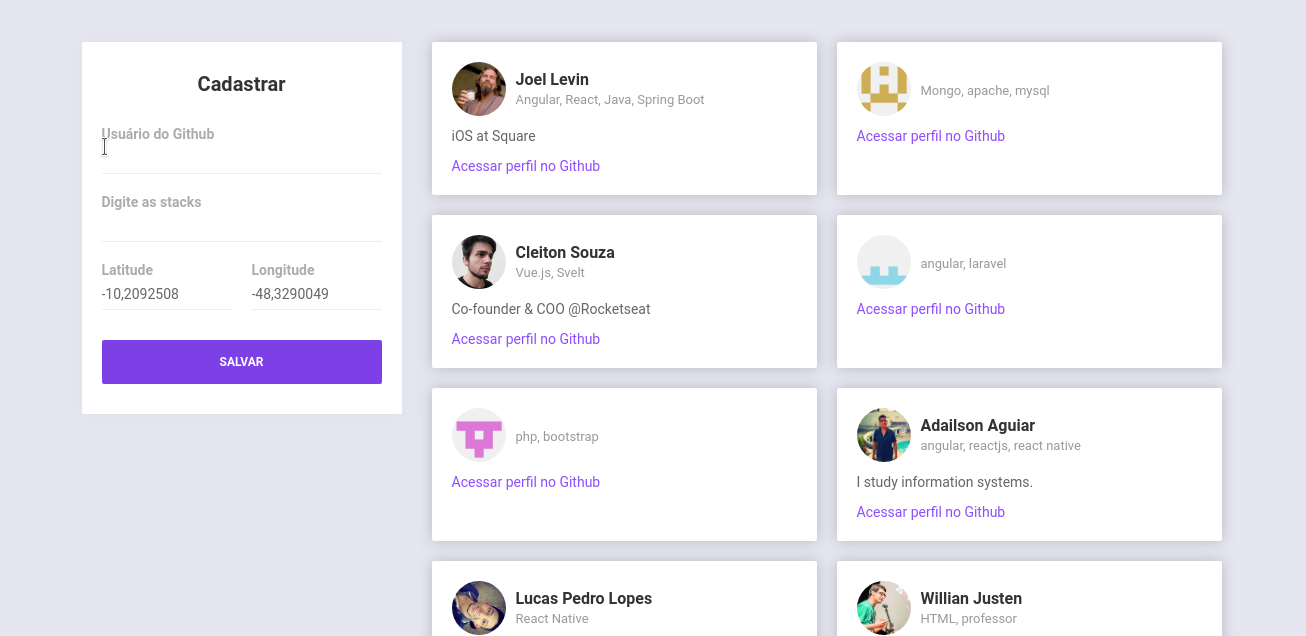 Cadastrar
Usuário do Github
Digite as stacks
Latitude
Longitude
-10,2092508
-48,3290049
SALVAR
Joel Levin
Angular, React, Java, Spring Boot
iOS at Square
Acessar perfil no Github
Mongo, apache, mysql
Acessar perfil no Github
Cleiton Souza
Vue.js, Svelt
Co-founder & COO @Rocketseat
Acessar perfil no Github
angular, laravel
Acessar perfil no Github
php, bootstrap
Acessar perfil no Github
Adailson Aguiar
angular, reactjs, react native
I study information systems.
Acessar perfil no Github
Lucas Pedro Lopes
React Native
Willian Justen
HTML, professor